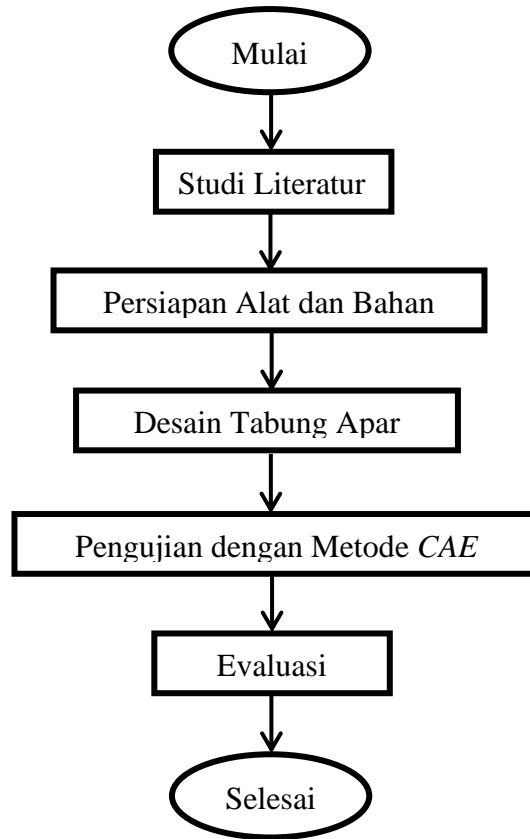 Mulai
Studi Literatur
Persiapan Alat dan Bahan
Desain Tabung Apar
Pengujian dengan Metode CAE
Evaluasi
Selesai